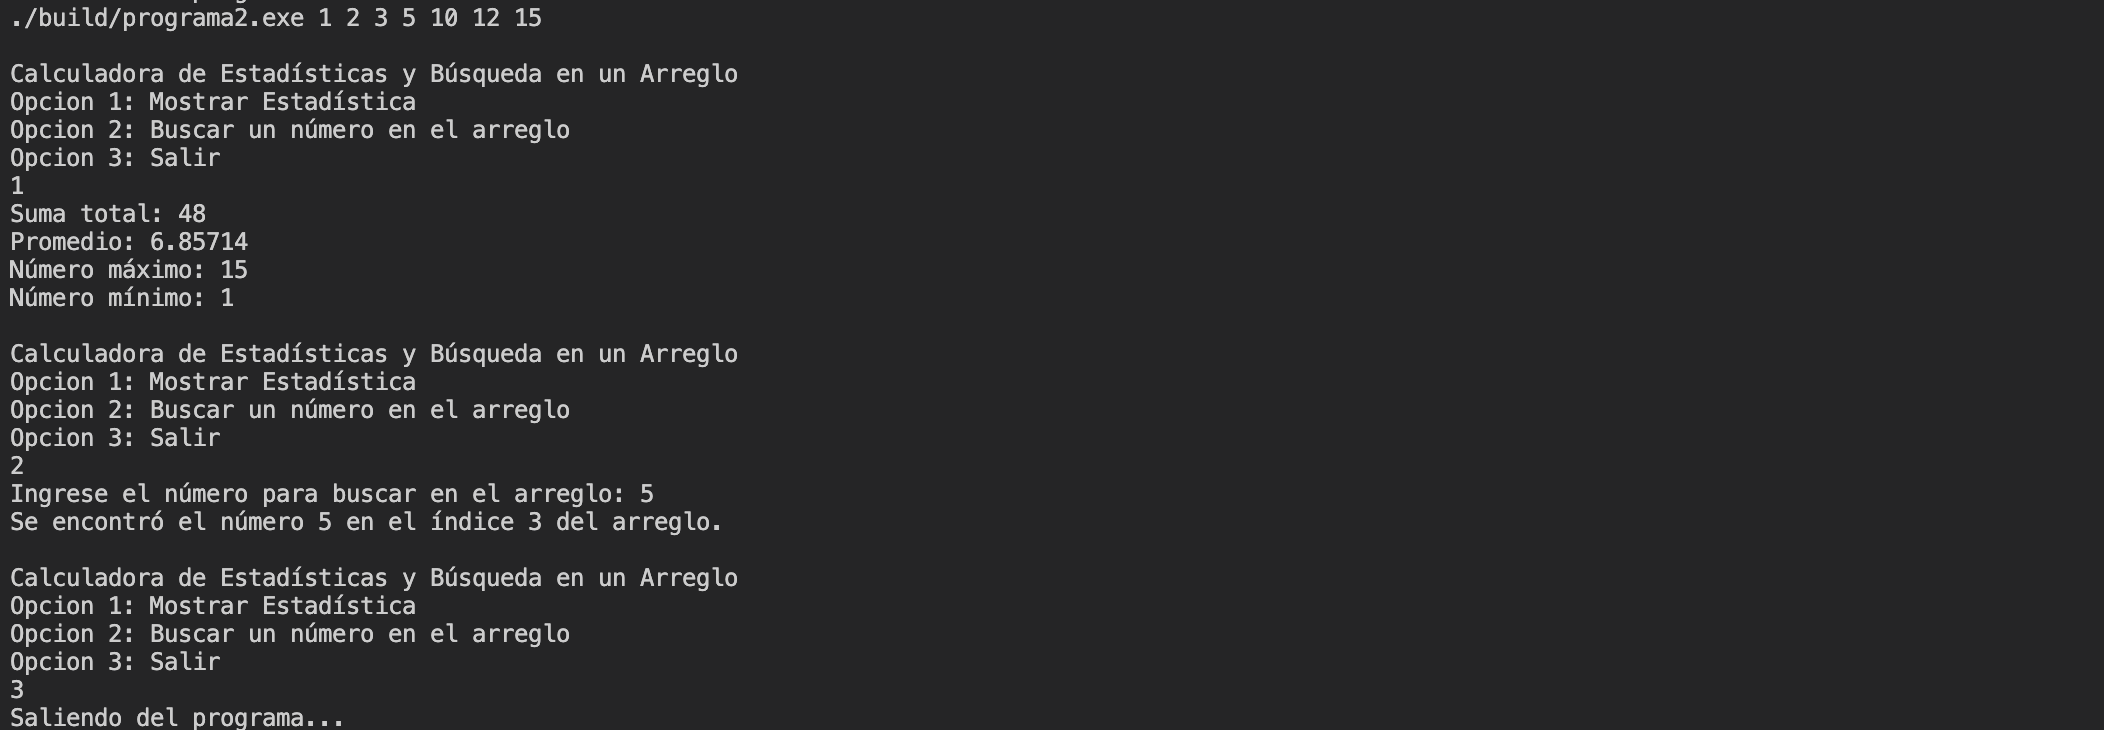 ./build/programa2.exe 1 2 3 5 10 12 15
Calculadora de Estadísticas y Búsqueda en un Arreglo
Opcion 1: Mostrar Estadística
Opcion 2: Buscar un número en el arreglo
Opcion 3: Salir
1
Suma total: 48
Promedio: 6.85714
Número máximo: 15
Número mínimo: 1
Calculadora de Estadísticas y Búsqueda en un Arreglo
Opcion 1: Mostrar Estadística
Opcion 2: Buscar un número en el arreglo
Opcion 3: Salir
2
Ingrese el número para buscar en el arreglo: 5
Se encontró el número 5 en el índice 3 del arreglo.
Calculadora de Estadísticas y Búsqueda en un Arreglo
Opcion 1: Mostrar Estadística
Opcion 2: Buscar un número en el arreglo
Opcion 3: Salir
3
Saliendo del programa...